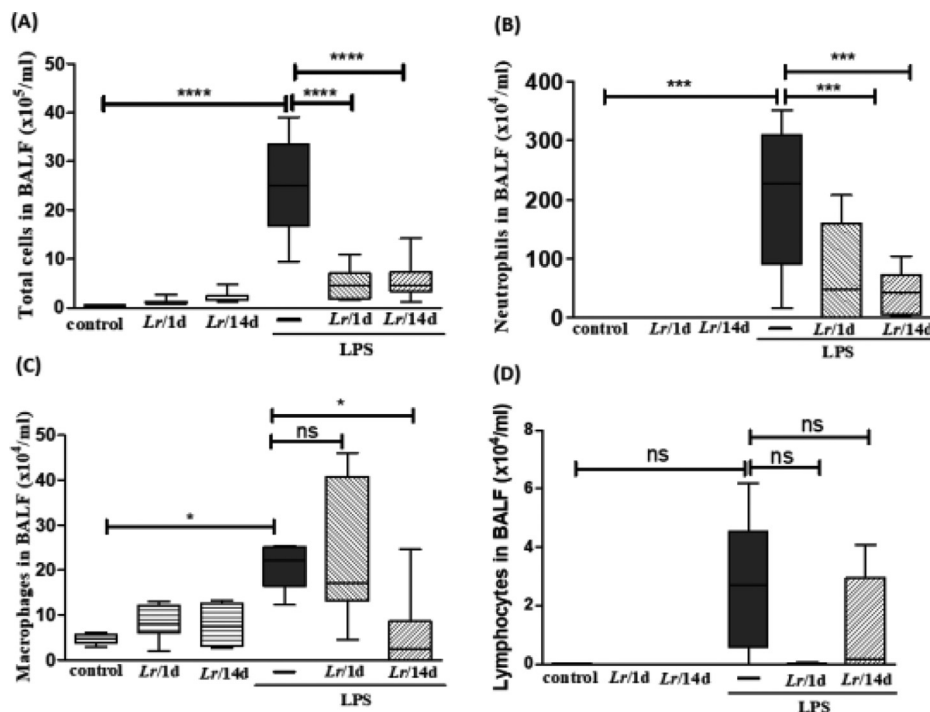 (A)
Total cells in BALF (x10⁵/ml)
50
40
30
20
10
0
****
****
****
control
Lr/1d
Lr/14d
—
Lr/1d
Lr/14d
LPS
(B)
Neutrophils in BALF (x10⁴/ml)
400
300
200
100
0
***
***
***
control
Lr/1d
Lr/14d
—
Lr/1d
Lr/14d
LPS
(C)
Macrophages in BALF (x10⁴/ml)
50
40
30
20
10
0
*
ns
*
control
Lr/1d
Lr/14d
—
Lr/1d
Lr/14d
LPS
(D)
Lymphocytes in BALF (x10⁴/ml)
8
6
4
2
0
ns
ns
ns
control
Lr/1d
Lr/14d
—
Lr/1d
Lr/14d
LPS